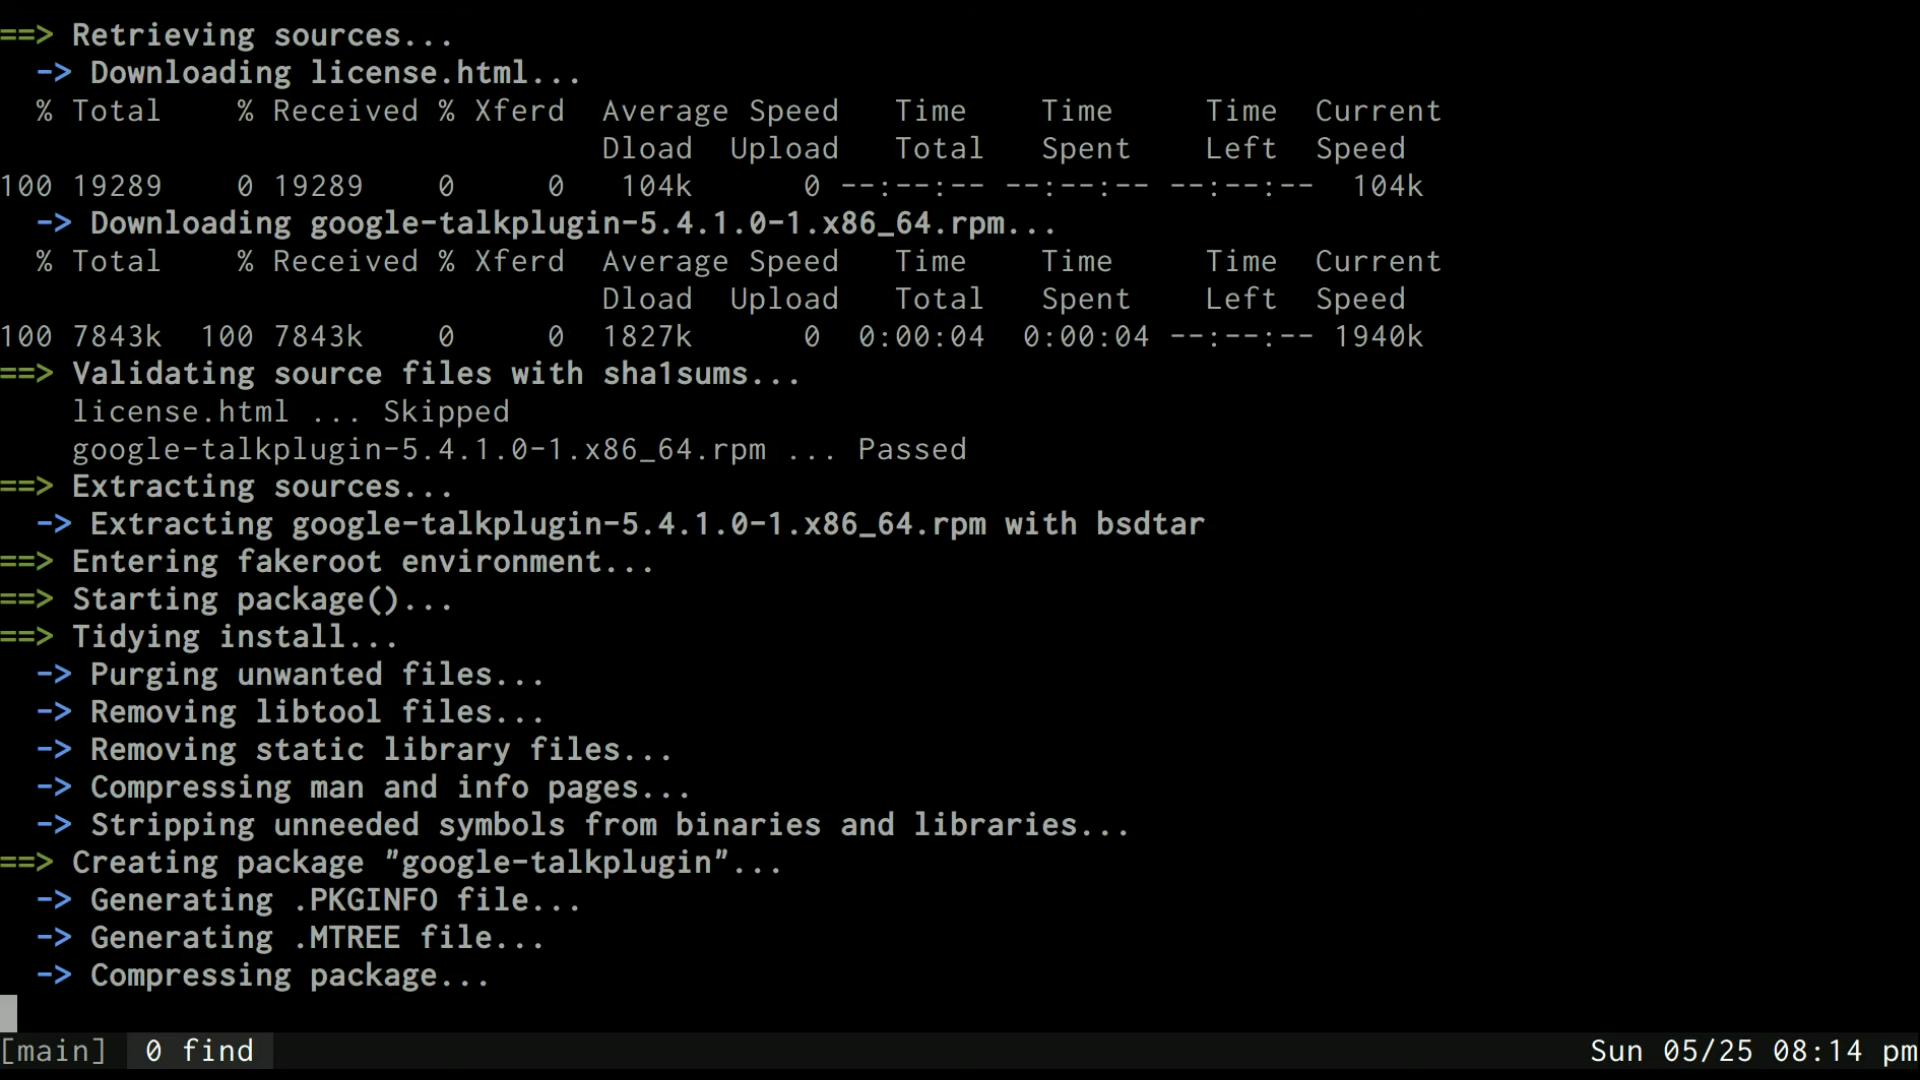 ==> Retrieving sources...
  -> Downloading license.html...
  % Total    % Received % Xferd  Average Speed   Time    Time     Time  Current
                                 Dload  Upload   Total   Spent    Left  Speed
100 19289    0 19289    0     0   104k      0 --:--:-- --:--:-- --:--:--  104k
  -> Downloading google-talkplugin-5.4.1.0-1.x86_64.rpm...
  % Total    % Received % Xferd  Average Speed   Time    Time     Time  Current
                                 Dload  Upload   Total   Spent    Left  Speed
100 7843k  100 7843k    0     0  1827k      0  0:00:04  0:00:04 --:--:-- 1940k
==> Validating source files with sha1sums...
    license.html ... Skipped
    google-talkplugin-5.4.1.0-1.x86_64.rpm ... Passed
==> Extracting sources...
  -> Extracting google-talkplugin-5.4.1.0-1.x86_64.rpm with bsdtar
==> Entering fakeroot environment...
==> Starting package()...
==> Tidying install...
  -> Purging unwanted files...
  -> Removing libtool files...
  -> Removing static library files...
  -> Compressing man and info pages...
  -> Stripping unneeded symbols from binaries and libraries...
==> Creating package "google-talkplugin"...
  -> Generating .PKGINFO file...
  -> Generating .MTREE file...
  -> Compressing package...
[main] 0 find Sun 05/25 08:14 pm